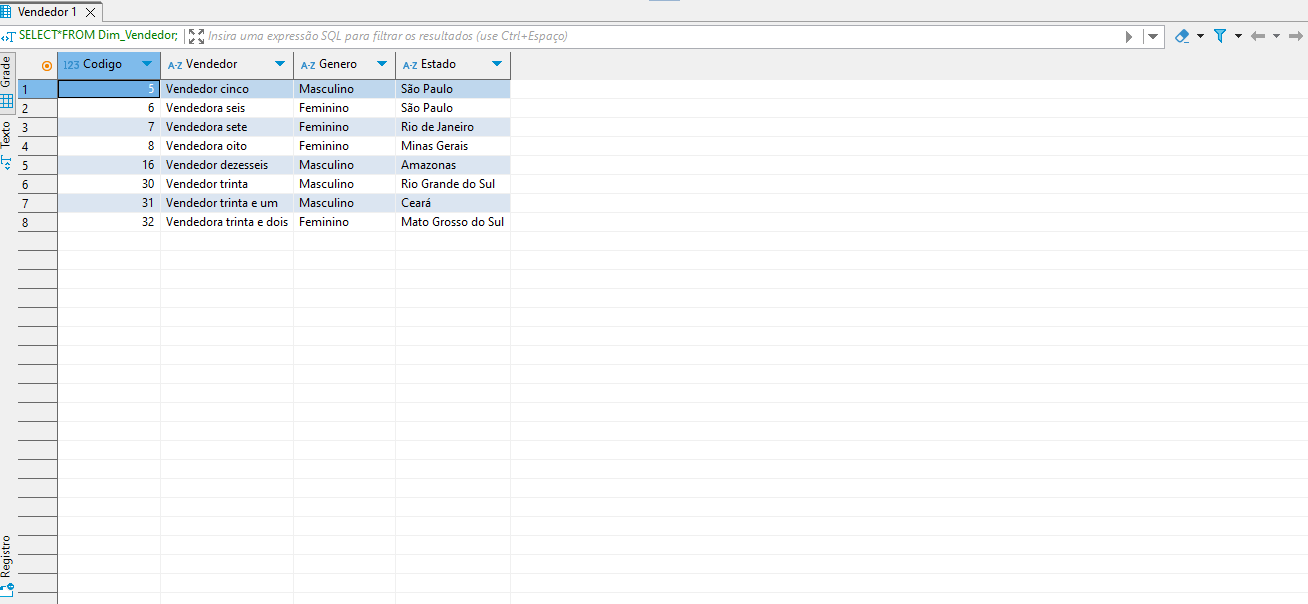 Vendedor 1
SELECT*FROM Dim_Vendedor; Insira uma expressão SQL para filtrar os resultados (use Ctrl+Espaço)
Grade
Texto
Registro
123 Codigo A-Z Vendedor A-Z Genero A-Z Estado
1 5 Vendedor cinco Masculino São Paulo
2 6 Vendedora seis Feminino São Paulo
3 7 Vendedora sete Feminino Rio de Janeiro
4 8 Vendedora oito Feminino Minas Gerais
5 16 Vendedor dezesseis Masculino Amazonas
6 30 Vendedor trinta Masculino Rio Grande do Sul
7 31 Vendedor trinta e um Masculino Ceará
8 32 Vendedora trinta e dois Feminino Mato Grosso do Sul